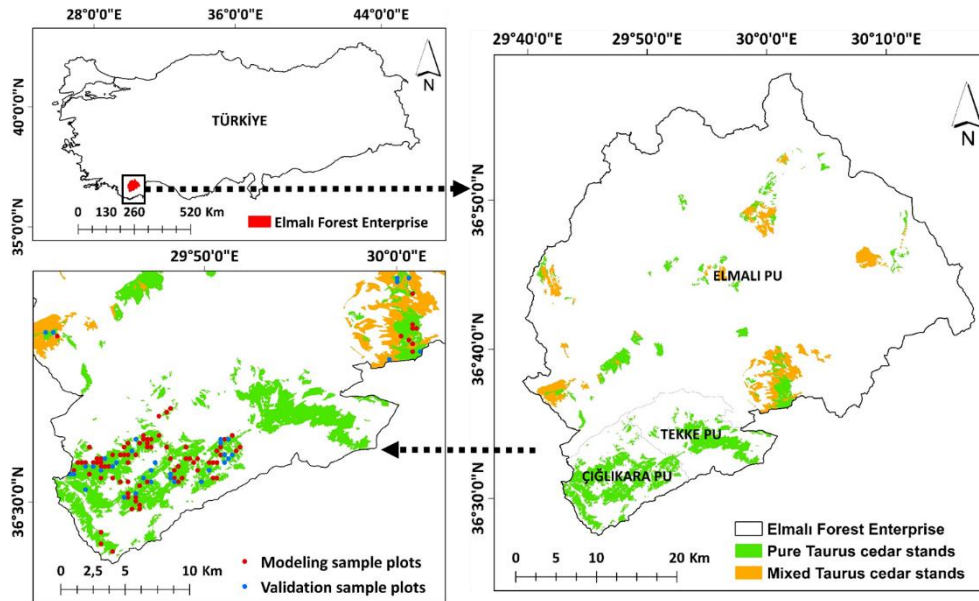 28°0'0"E 36°0'0"E 44°0'0"E
40°0'0"N
35°0'0"N
N
TÜRKİYE
0 130 260 520 Km
Elmalı Forest Enterprise
29°50'0"E 30°00'0"E
36°30'0"N
0 2,5 5 10 Km
Modeling sample plots
Validation sample plots
29°40'0"E 29°50'0"E 30°00'0"E 30°10'0"E
36°50'0"N
36°40'0"N
36°30'0"N
N
ELMALI PU
TEKKE PU
ÇIĞLIKARA PU
0 5 10 20 Km
Elmalı Forest Enterprise
Pure Taurus cedar stands
Mixed Taurus cedar stands